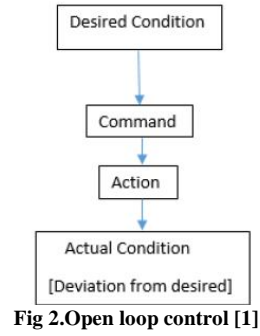 Desired Condition
Command
Action
Actual Condition
[Deviation from desired]
Fig 2.Open loop control [1]